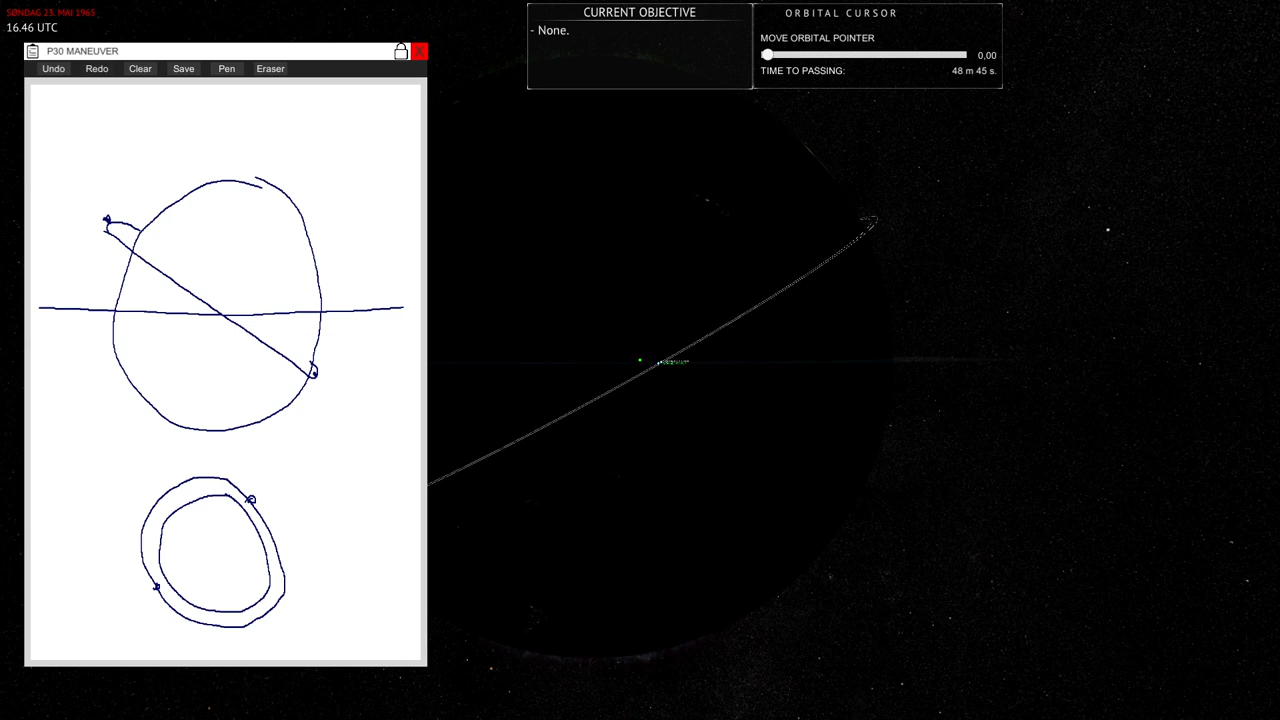 SØNDAG 23. MAI 1965
16.46 UTC
P30 MANEUVER
Undo Redo Clear Save Pen Eraser
CURRENT OBJECTIVE
- None.
ORBITAL CURSOR
MOVE ORBITAL POINTER
0,00
TIME TO PASSING: 48 m 45 s.